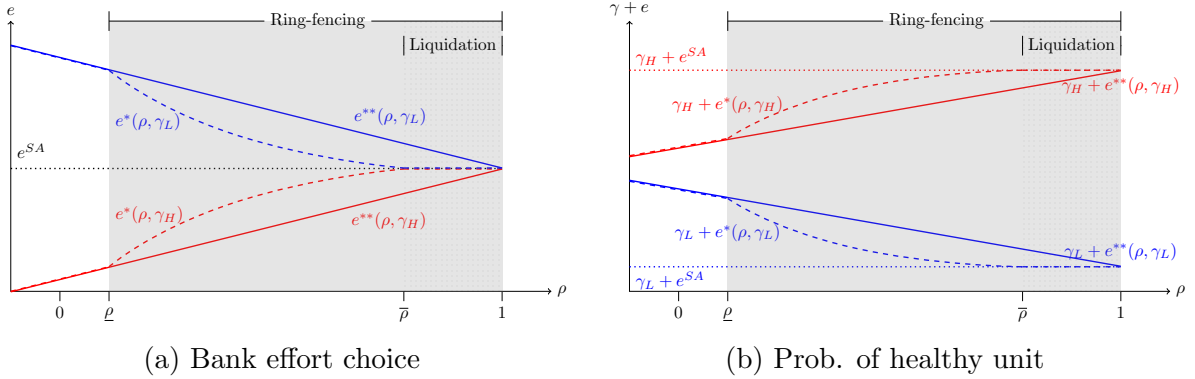 e
Ring-fencing
Liquidation
e*(ρ, γ_L)
e**(ρ, γ_L)
e^{SA}
e*(ρ, γ_H)
e**(ρ, γ_H)
ρ
0
ρ̲
ρ̅
1
(a) Bank effort choice
γ + e
Ring-fencing
Liquidation
γ_H + e^{SA}
γ_H + e**(ρ, γ_H)
γ_H + e*(ρ, γ_H)
γ_L + e*(ρ, γ_L)
γ_L + e**(ρ, γ_L)
γ_L + e^{SA}
ρ
0
ρ̲
ρ̅
1
(b) Prob. of healthy unit